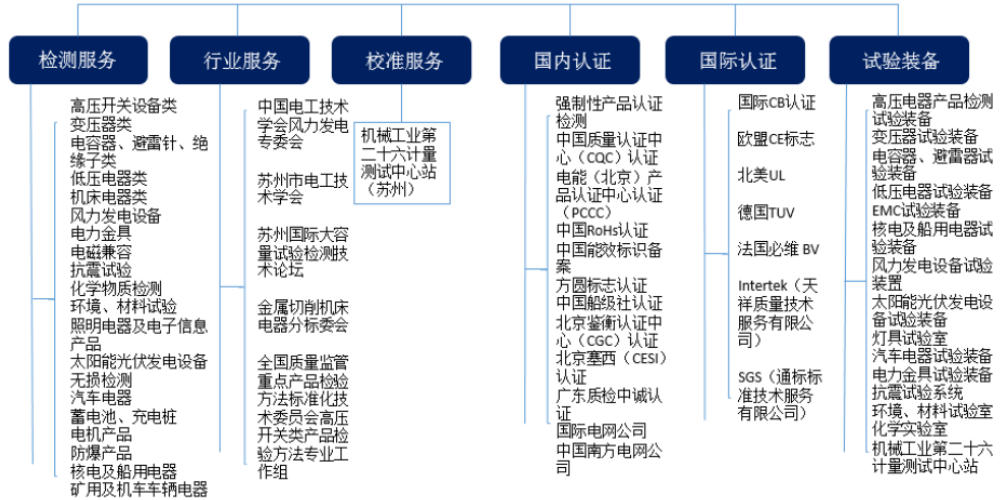 检测服务
高压开关设备类
变压器类
电容器、避雷针、绝
缘子类
低压电器类
机床电器类
风力发电设备
电力金具
电磁兼容
抗震试验
化学物质检测
环境、材料试验
照明电器及电子信息
产品
太阳能光伏发电设备
无损检测
汽车电器
蓄电池、充电桩
电机产品
防爆产品
核电及船用电器
矿用及机车车辆电器
行业服务
中国电工技术
学会风力发电
专委会
苏州市电工技
术学会
苏州国际大容
量试验检测技
术论坛
金属切削机床
电器分标委会
全国质量监管
重点产品检验
方法标准化技
术委员会高压
开关类产品检
验方法专业工
作组
校准服务
机械工业第
二十六计量
测试中心站
（苏州）
国内认证
强制性产品认证
检测
中国质量认证中
心（CQC）认证
电能（北京）产
品认证中心认证
（PCCC）
中国RoHs认证
中国能效标识备
案
方圆标志认证
中国船级社认证
北京鉴衡认证中
心（CGC）认证
北京塞西（CESI）
认证
广东质检中诚认
证
国际电网公司
中国南方电网公
司
国际认证
国际CB认证
欧盟CE标志
北美UL
德国TUV
法国必维 BV
Intertek（天
祥质量技术
服务有限公
司）
SGS（通标标
准技术服务
有限公司）
试验装备
高压电器产品检测
试验装备
变压器试验装备
电容器、避雷器试
验装备
低压电器试验装备
EMC试验装备
核电及船用电器试
验装备
风力发电设备试验
装置
太阳能光伏发电设
备试验装备
灯具试验室
汽车电器试验装备
电力金具试验装备
抗震试验系统
环境、材料试验室
化学实验室
机械工业第二十六
计量测试中心站